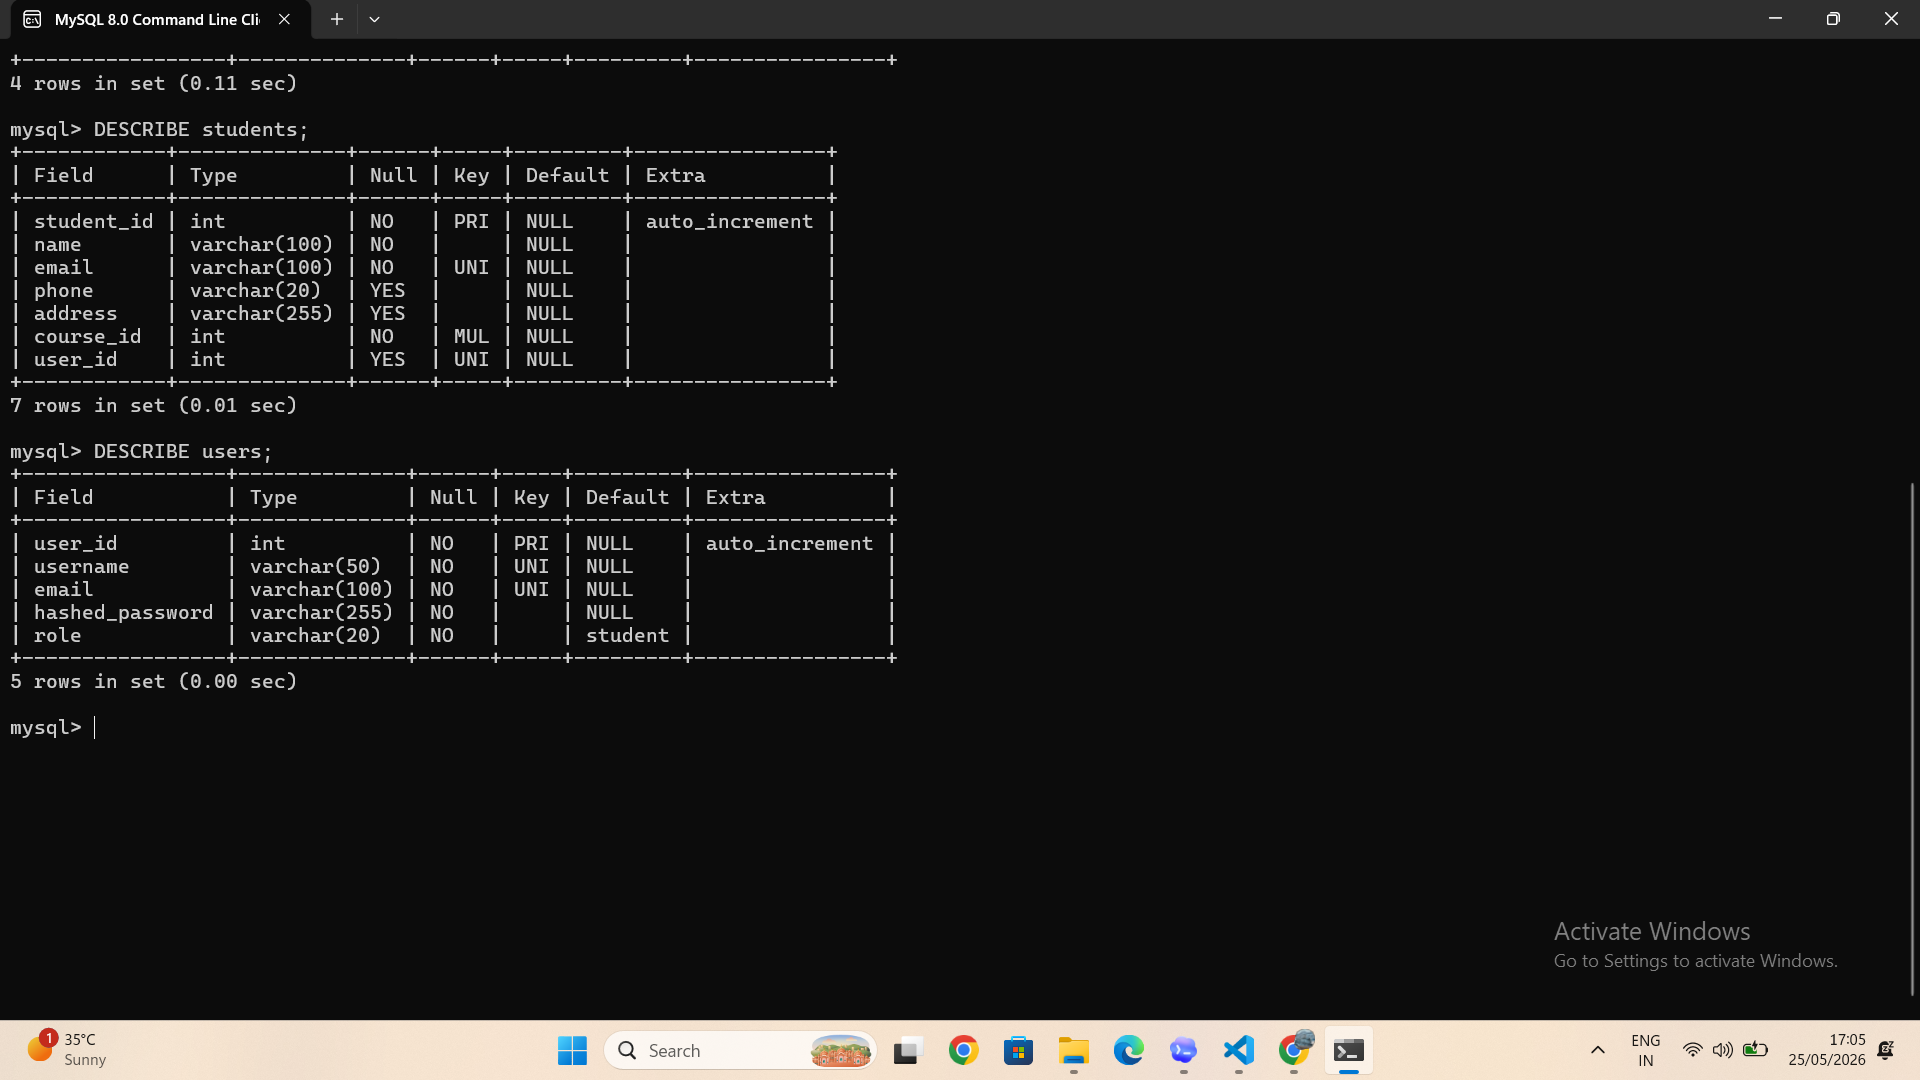 MySQL 8.0 Command Line Cli
+-----------------+--------------+------+-----+---------+----------------+
4 rows in set (0.11 sec)
mysql> DESCRIBE students;
+------------+--------------+------+-----+---------+----------------+
| Field      | Type         | Null | Key | Default | Extra          |
+------------+--------------+------+-----+---------+----------------+
| student_id | int          | NO   | PRI | NULL    | auto_increment |
| name       | varchar(100) | NO   |     | NULL    |                |
| email      | varchar(100) | NO   | UNI | NULL    |                |
| phone      | varchar(20)  | YES  |     | NULL    |                |
| address    | varchar(255) | YES  |     | NULL    |                |
| course_id  | int          | NO   | MUL | NULL    |                |
| user_id    | int          | YES  | UNI | NULL    |                |
+------------+--------------+------+-----+---------+----------------+
7 rows in set (0.01 sec)
mysql> DESCRIBE users;
+-----------------+--------------+------+-----+---------+----------------+
| Field           | Type         | Null | Key | Default | Extra          |
+-----------------+--------------+------+-----+---------+----------------+
| user_id         | int          | NO   | PRI | NULL    | auto_increment |
| username        | varchar(50)  | NO   | UNI | NULL    |                |
| email           | varchar(100) | NO   | UNI | NULL    |                |
| hashed_password | varchar(255) | NO   |     | NULL    |                |
| role            | varchar(20)  | NO   |     | student |                |
+-----------------+--------------+------+-----+---------+----------------+
5 rows in set (0.00 sec)
mysql>
Activate Windows
Go to Settings to activate Windows.
1
35°C
Sunny
Search
ENG
IN
17:05
25/05/2026